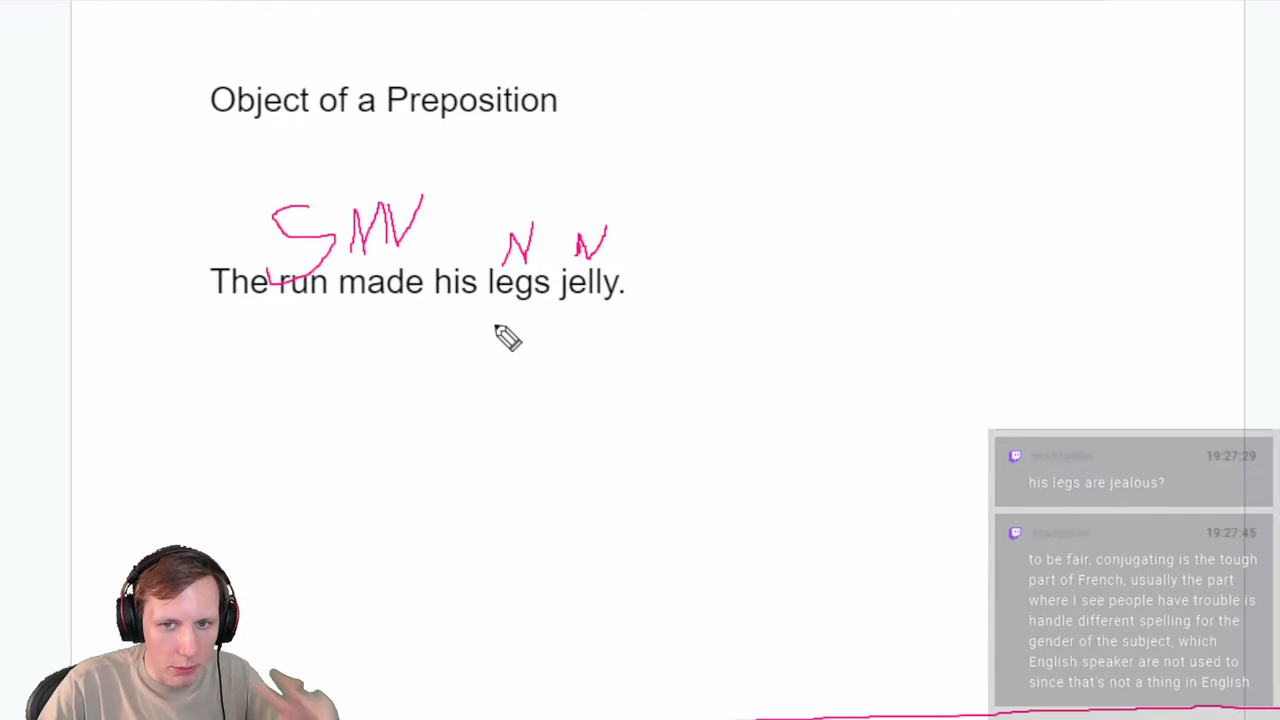 Object of a Preposition
S MV N N
The run made his legs jelly.
19:27:29
his legs are jealous?
19:27:45
to be fair, conjugating is the tough
part of French, usually the part
where I see people have trouble is
handle different spelling for the
gender of the subject, which
English speaker are not used to
since that's not a thing in English